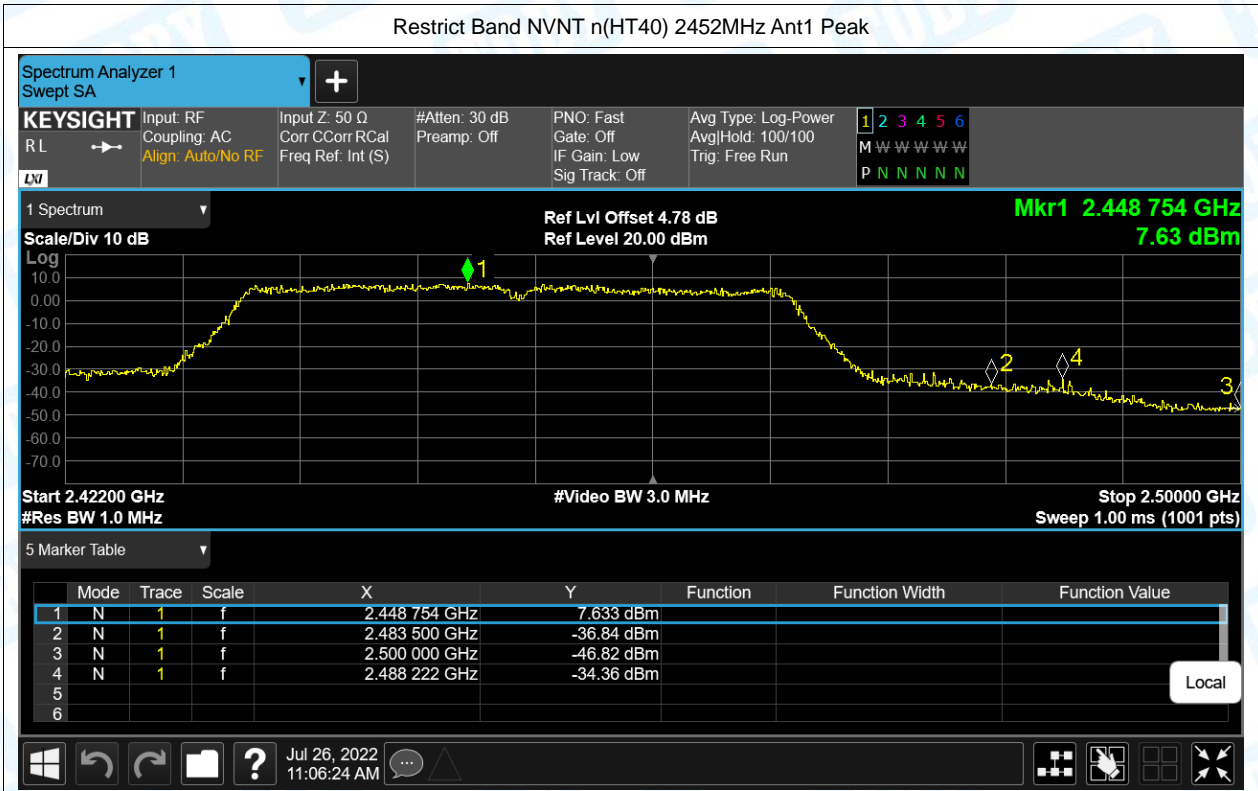 Restrict Band NVNT n(HT40) 2452MHz Ant1 Peak
Spectrum Analyzer 1
Swept SA
+
KEYSIGHT
RL
LXI
Input: RF
Coupling: AC
Align: Auto/No RF
Input Z: 50 Ω
Corr CCorr RCal
Freq Ref: Int (S)
#Atten: 30 dB
Preamp: Off
PNO: Fast
Gate: Off
IF Gain: Low
Sig Track: Off
Avg Type: Log-Power
Avg|Hold: 100/100
Trig: Free Run
1 2 3 4 5 6
M W W W W W
P N N N N N
1 Spectrum
Scale/Div 10 dB
Ref Lvl Offset 4.78 dB
Ref Level 20.00 dBm
Mkr1 2.448 754 GHz
7.63 dBm
Log
10.0
0.00
-10.0
-20.0
-30.0
-40.0
-50.0
-60.0
-70.0
1
2
4
3
Start 2.42200 GHz
#Video BW 3.0 MHz
Stop 2.50000 GHz
#Res BW 1.0 MHz
Sweep 1.00 ms (1001 pts)
5 Marker Table
Mode Trace Scale X Y Function Function Width Function Value
1 N 1 f 2.448 754 GHz 7.633 dBm
2 N 1 f 2.483 500 GHz -36.84 dBm
3 N 1 f 2.500 000 GHz -46.82 dBm
4 N 1 f 2.488 222 GHz -34.36 dBm
5
6
Local
?
Jul 26, 2022
11:06:24 AM